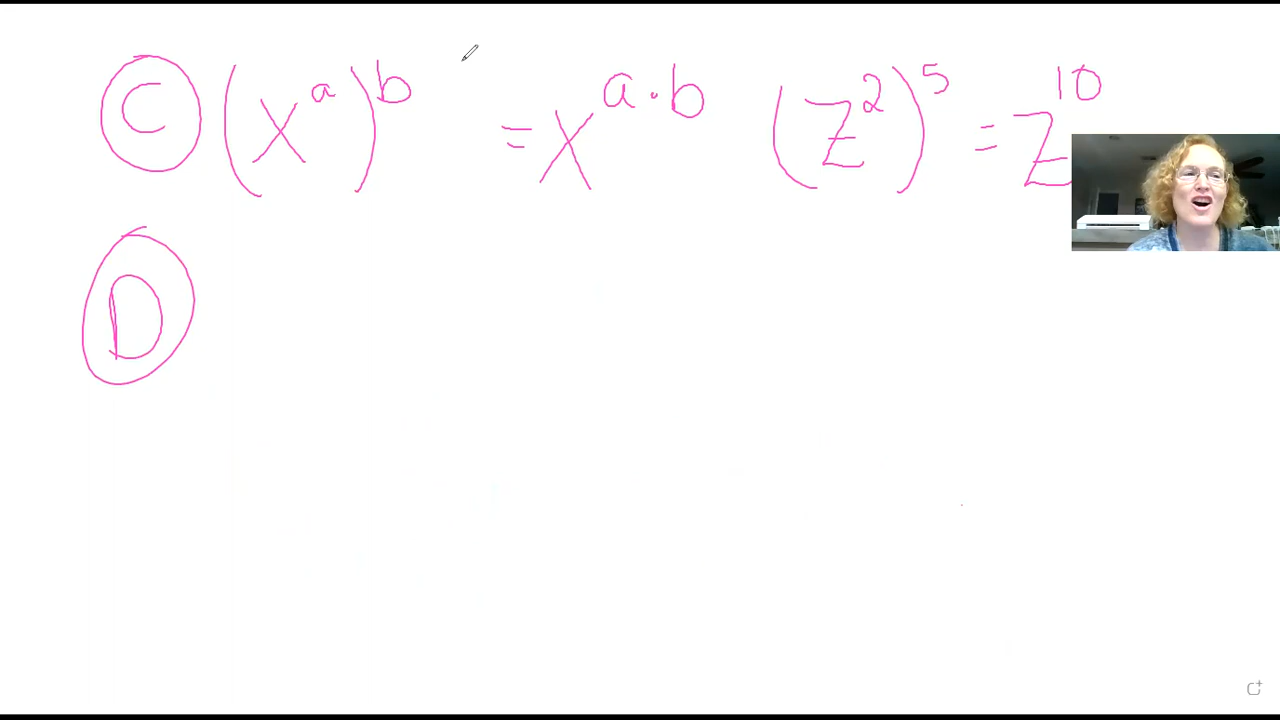 C (x^a)^b = x^{a·b} (z^2)^5 = z^{10}
D